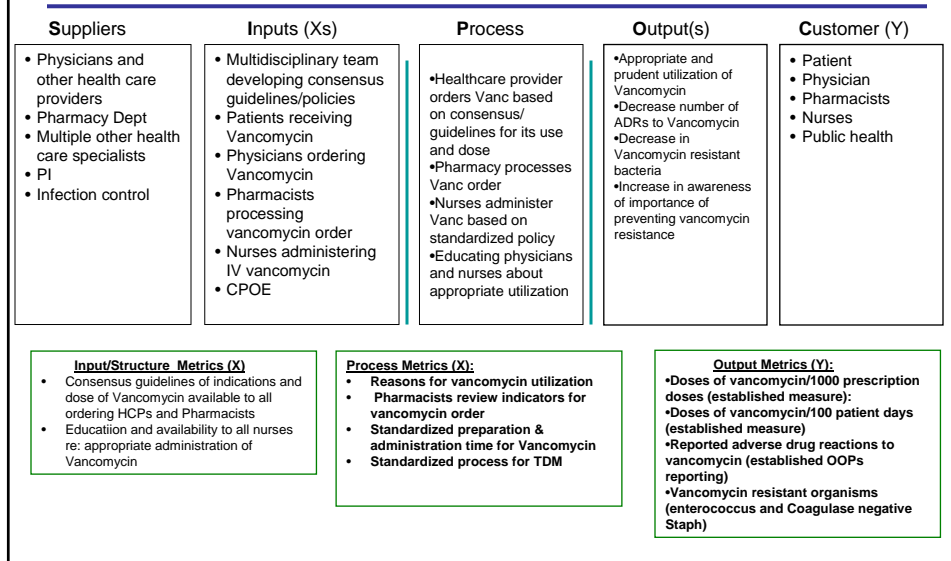 Suppliers
• Physicians and
other health care
providers
• Pharmacy Dept
• Multiple other health
care specialists
• PI
• Infection control
Inputs (Xs)
• Multidisciplinary team
developing consensus
guidelines/policies
• Patients receiving
Vancomycin
• Physicians ordering
Vancomycin
• Pharmacists
processing
vancomycin order
• Nurses administering
IV vancomycin
• CPOE
Process
•Healthcare provider
orders Vanc based
on consensus/
guidelines for its use
and dose
•Pharmacy processes
Vanc order
•Nurses administer
Vanc based on
standardized policy
•Educating physicians
and nurses about
appropriate utilization
Output(s)
•Appropriate and
prudent utilization of
Vancomycin
•Decrease number of
ADRs to Vancomycin
•Decrease in
Vancomycin resistant
bacteria
•Increase in awareness
of importance of
preventing vancomycin
resistance
Customer (Y)
• Patient
• Physician
• Pharmacists
• Nurses
• Public health
Input/Structure Metrics (X)
• Consensus guidelines of indications and
dose of Vancomycin available to all
ordering HCPs and Pharmacists
• Educatiion and availability to all nurses
re: appropriate administration of
Vancomycin
Process Metrics (X):
• Reasons for vancomycin utilization
• Pharmacists review indicators for
vancomycin order
• Standardized preparation &
administration time for Vancomycin
• Standardized process for TDM
Output Metrics (Y):
•Doses of vancomycin/1000 prescription
doses (established measure):
•Doses of vancomycin/100 patient days
(established measure)
•Reported adverse drug reactions to
vancomycin (established OOPs
reporting)
•Vancomycin resistant organisms
(enterococcus and Coagulase negative
Staph)